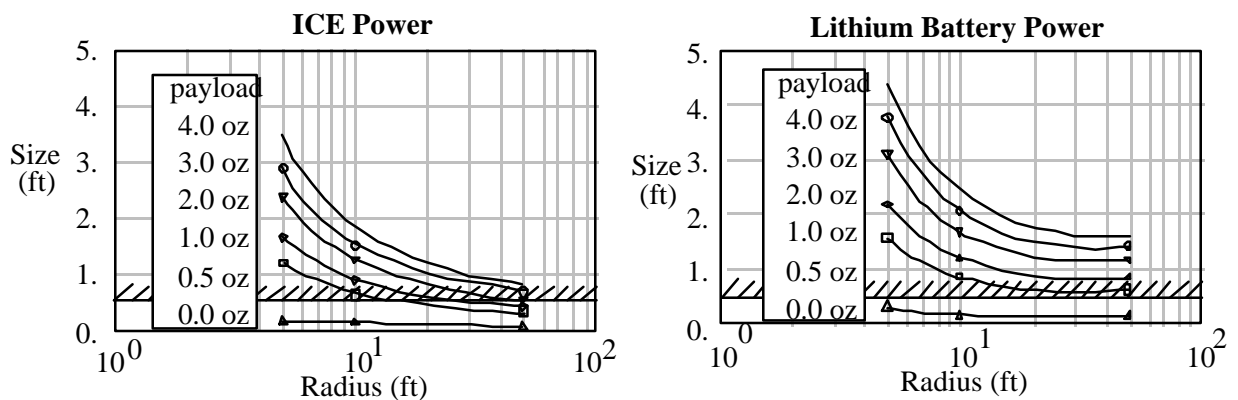 ICE Power
5.
4.
3.
2.
1.
0.
Size
(ft)
payload
4.0 oz
3.0 oz
2.0 oz
1.0 oz
0.5 oz
0.0 oz
10^0
10^1
10^2
Radius (ft)
Lithium Battery Power
5.
4.
3.
2.
1.
0.
Size
(ft)
payload
4.0 oz
3.0 oz
2.0 oz
1.0 oz
0.5 oz
0.0 oz
10^0
10^1
10^2
Radius (ft)